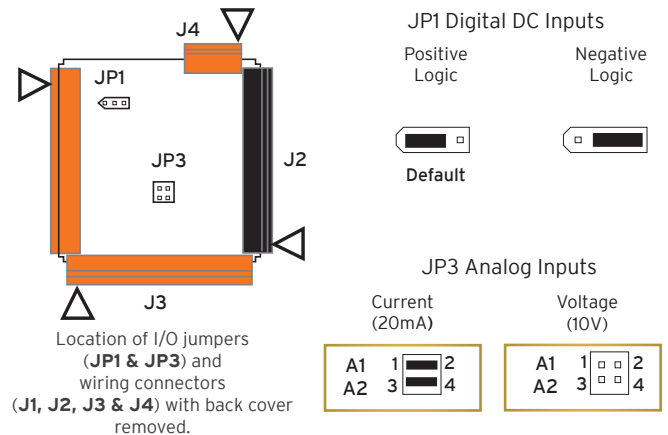 J4
JP1
JP3
J2
J3
Location of I/O jumpers
(JP1 & JP3) and
wiring connectors
(J1, J2, J3 & J4) with back cover
removed.
JP1 Digital DC Inputs
Positive
Logic
Negative
Logic
Default
JP3 Analog Inputs
Current
(20mA)
Voltage
(10V)
A1 1 2
A2 3 4
A1 1 2
A2 3 4